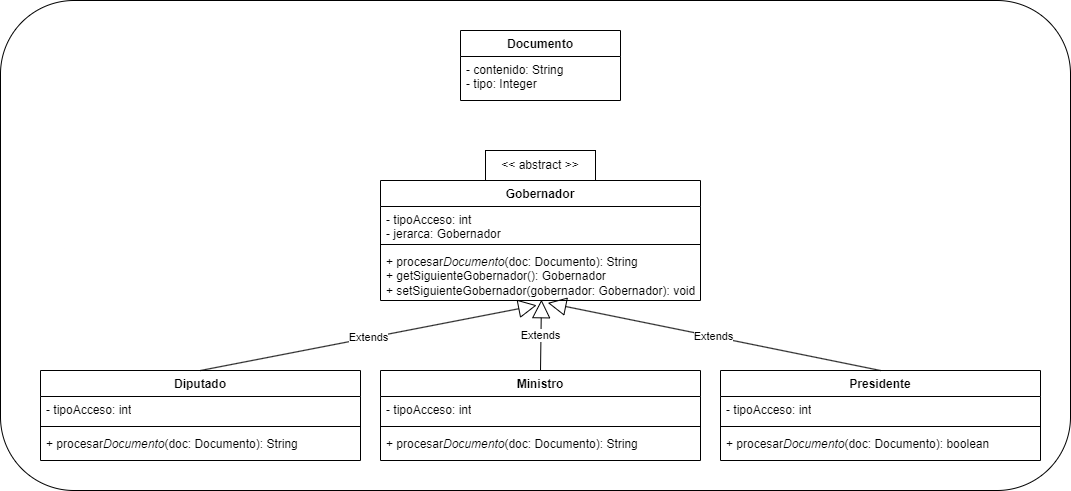 Documento
- contenido: String
- tipo: Integer
<< abstract >>
Gobernador
- tipoAcceso: int
- jerarca: Gobernador
+ procesarDocumento(doc: Documento): String
+ getSiguienteGobernador(): Gobernador
+ setSiguienteGobernador(gobernador: Gobernador): void
Extends
Extends
Extends
Diputado
- tipoAcceso: int
+ procesarDocumento(doc: Documento): String
Ministro
- tipoAcceso: int
+ procesarDocumento(doc: Documento): String
Presidente
- tipoAcceso: int
+ procesarDocumento(doc: Documento): boolean